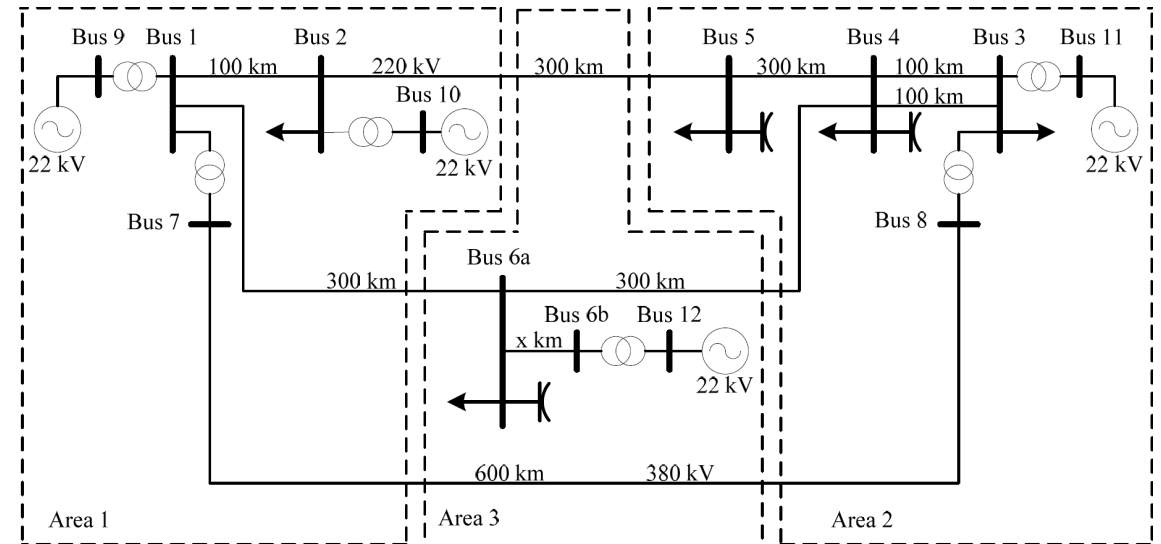 Bus 9
Bus 1
Bus 2
Bus 5
Bus 4
Bus 3
Bus 11
100 km
220 kV
300 km
300 km
100 km
Bus 10
100 km
22 kV
22 kV
22 kV
Bus 7
Bus 8
Bus 6a
300 km
300 km
Bus 6b
Bus 12
x km
22 kV
600 km
380 kV
Area 1
Area 3
Area 2